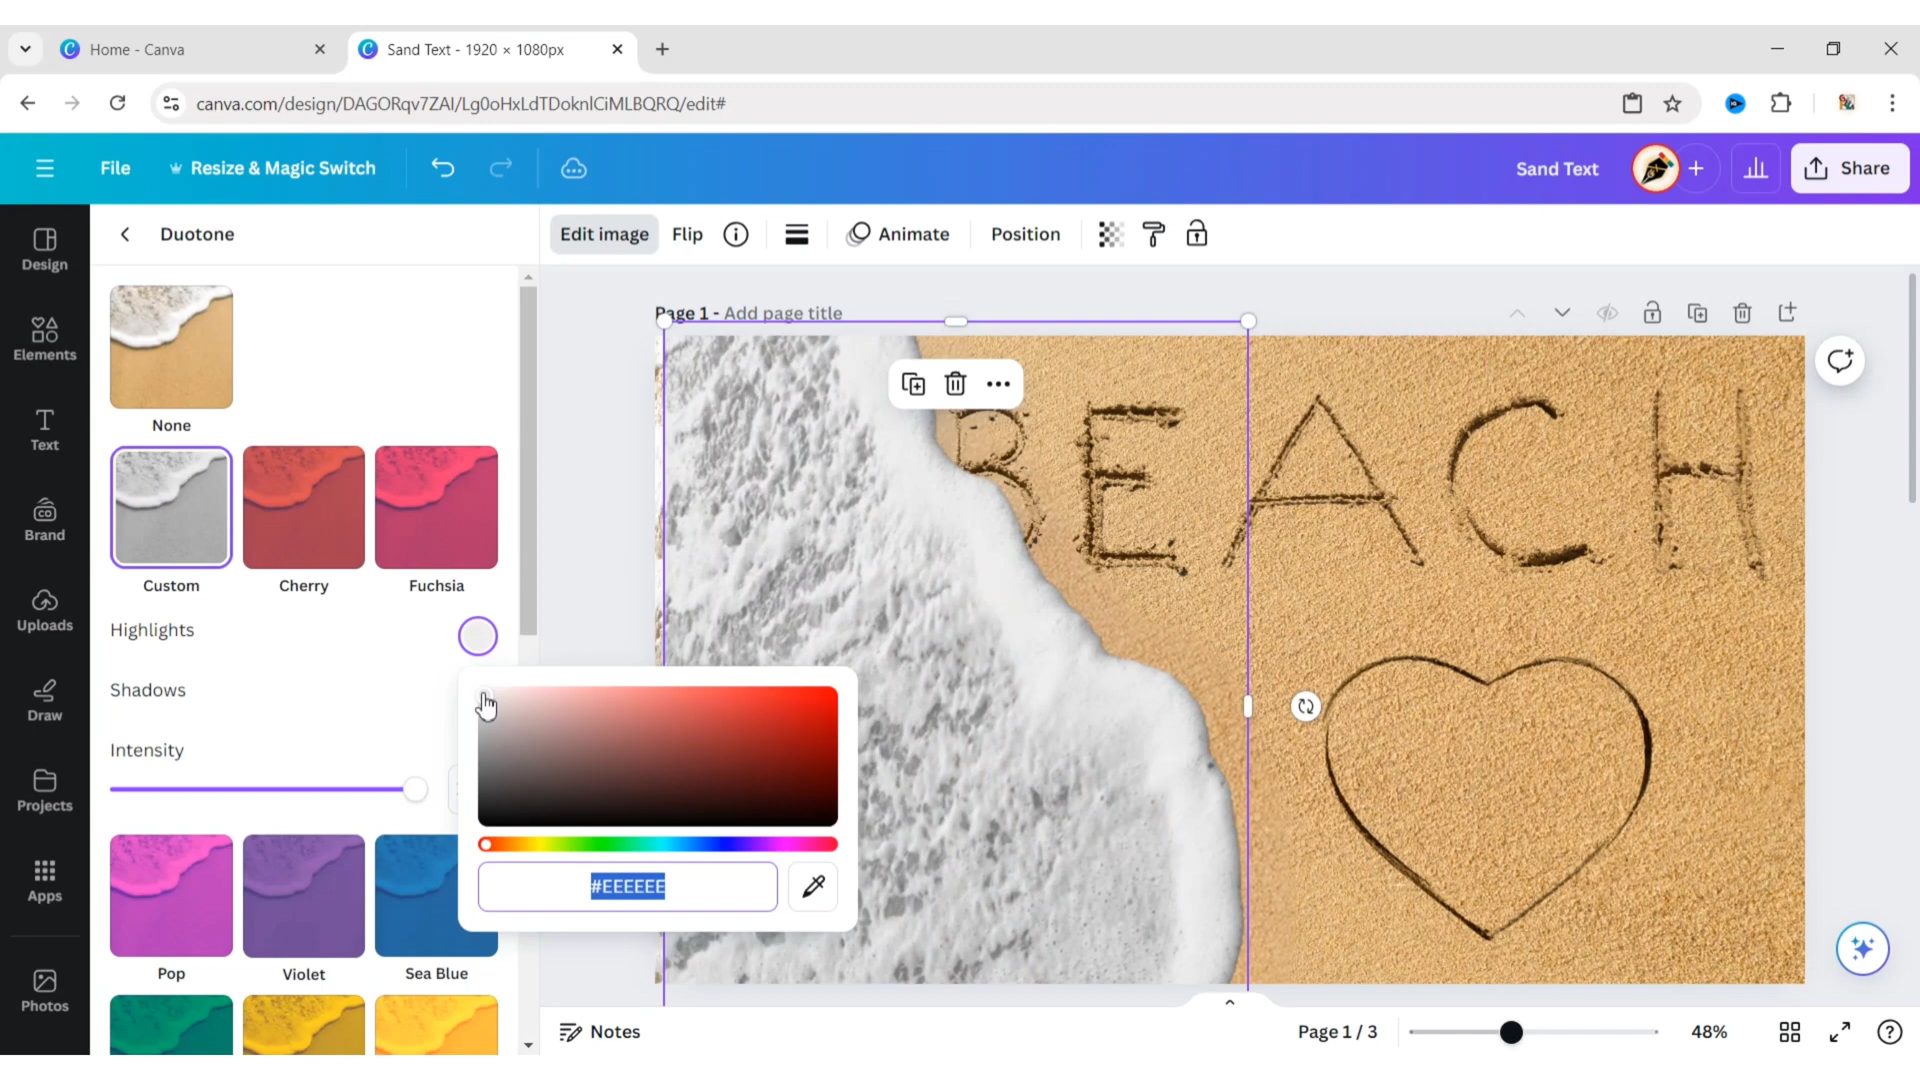 Home - Canva
Sand Text - 1920 × 1080px
canva.com/design/DAGORqv7ZAI/Lg0oHxLdTDoknlCiMLBQRQ/edit#
File
Resize & Magic Switch
Sand Text
Share
Design
Elements
Text
Brand
Uploads
Draw
Projects
Apps
Photos
Duotone
None
Custom
Cherry
Fuchsia
Highlights
Shadows
Intensity
Pop
Violet
Sea Blue
#EEEEEE
Edit image
Flip
Animate
Position
Page 1 - Add page title
BEACH
Notes
Page 1 / 3
48%